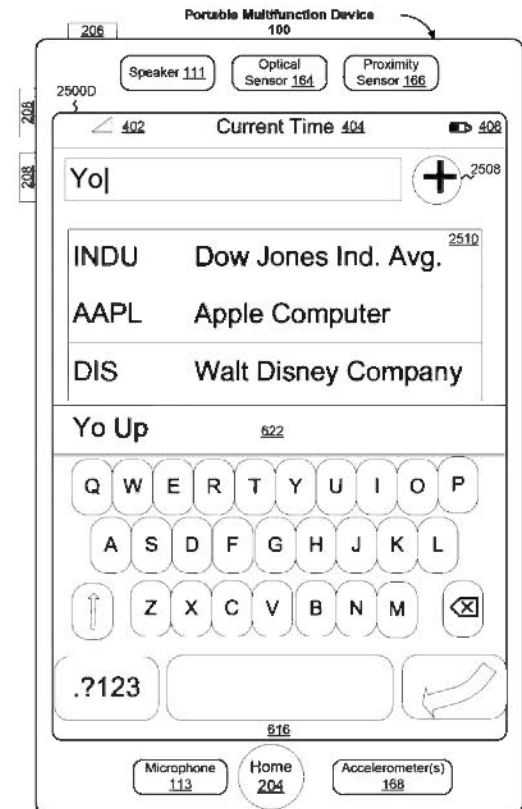 Portable Multifunction Device
100
206
Speaker 111
Optical
Sensor 164
Proximity
Sensor 166
2500D
208
208
402
Current Time 404
406
Yo
2508
2510
INDU Dow Jones Ind. Avg.
AAPL Apple Computer
DIS Walt Disney Company
Yo Up
622
Q W E R T Y U I O P
A S D F G H J K L
Z X C V B N M
.?123
616
Microphone
113
Home
204
Accelerometer(s)
168